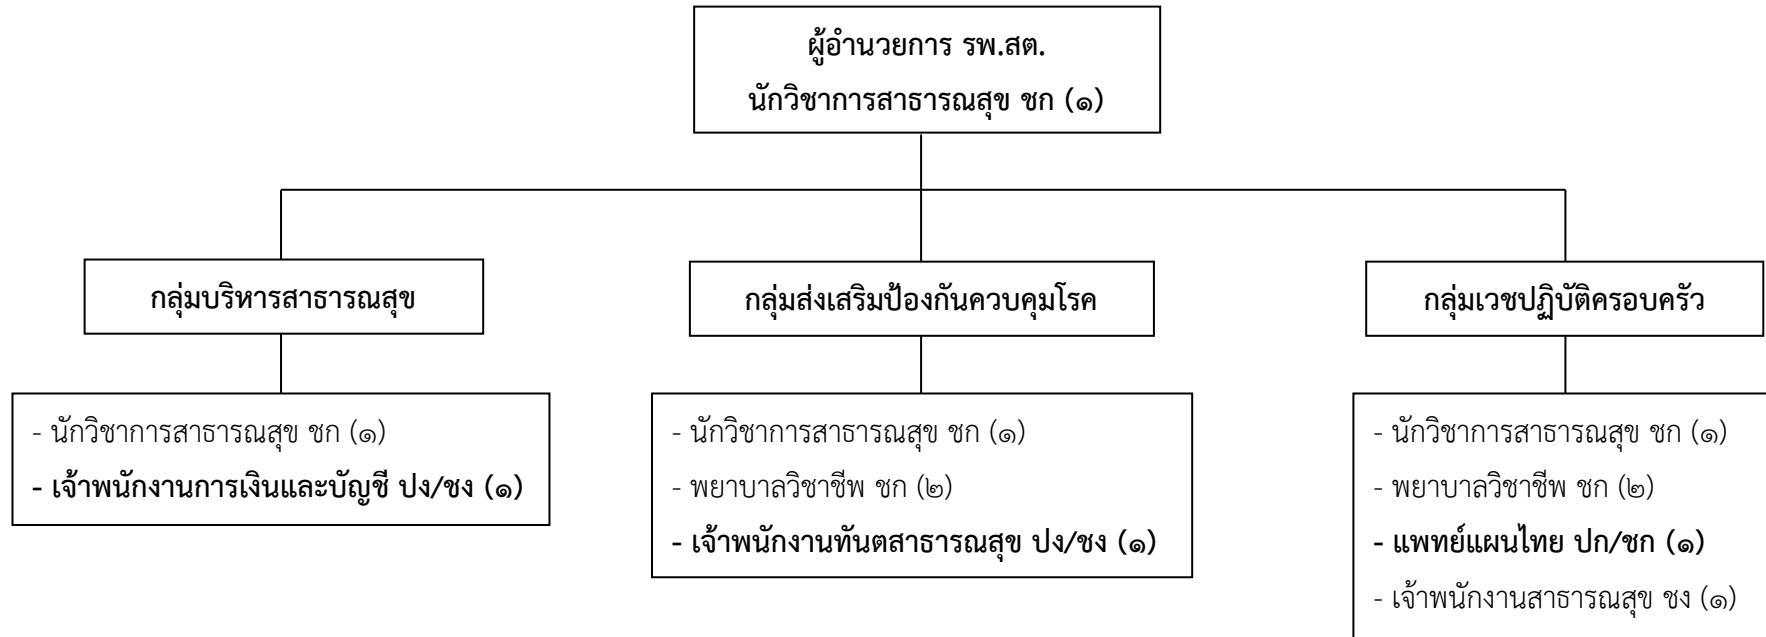 ผู้อำนวยการ รพ.สต.
นักวิชาการสาธารณสุข ชก (๑)
กลุ่มบริหารสาธารณสุข
- นักวิชาการสาธารณสุข ชก (๑)
- เจ้าพนักงานการเงินและบัญชี ปง/ชง (๑)
กลุ่มส่งเสริมป้องกันควบคุมโรค
- นักวิชาการสาธารณสุข ชก (๑)
- พยาบาลวิชาชีพ ชก (๒)
- เจ้าพนักงานทันตสาธารณสุข ปง/ชง (๑)
กลุ่มเวชปฏิบัติครอบครัว
- นักวิชาการสาธารณสุข ชก (๑)
- พยาบาลวิชาชีพ ชก (๒)
- แพทย์แผนไทย ปก/ชก (๑)
- เจ้าพนักงานสาธารณสุข ชง (๑)